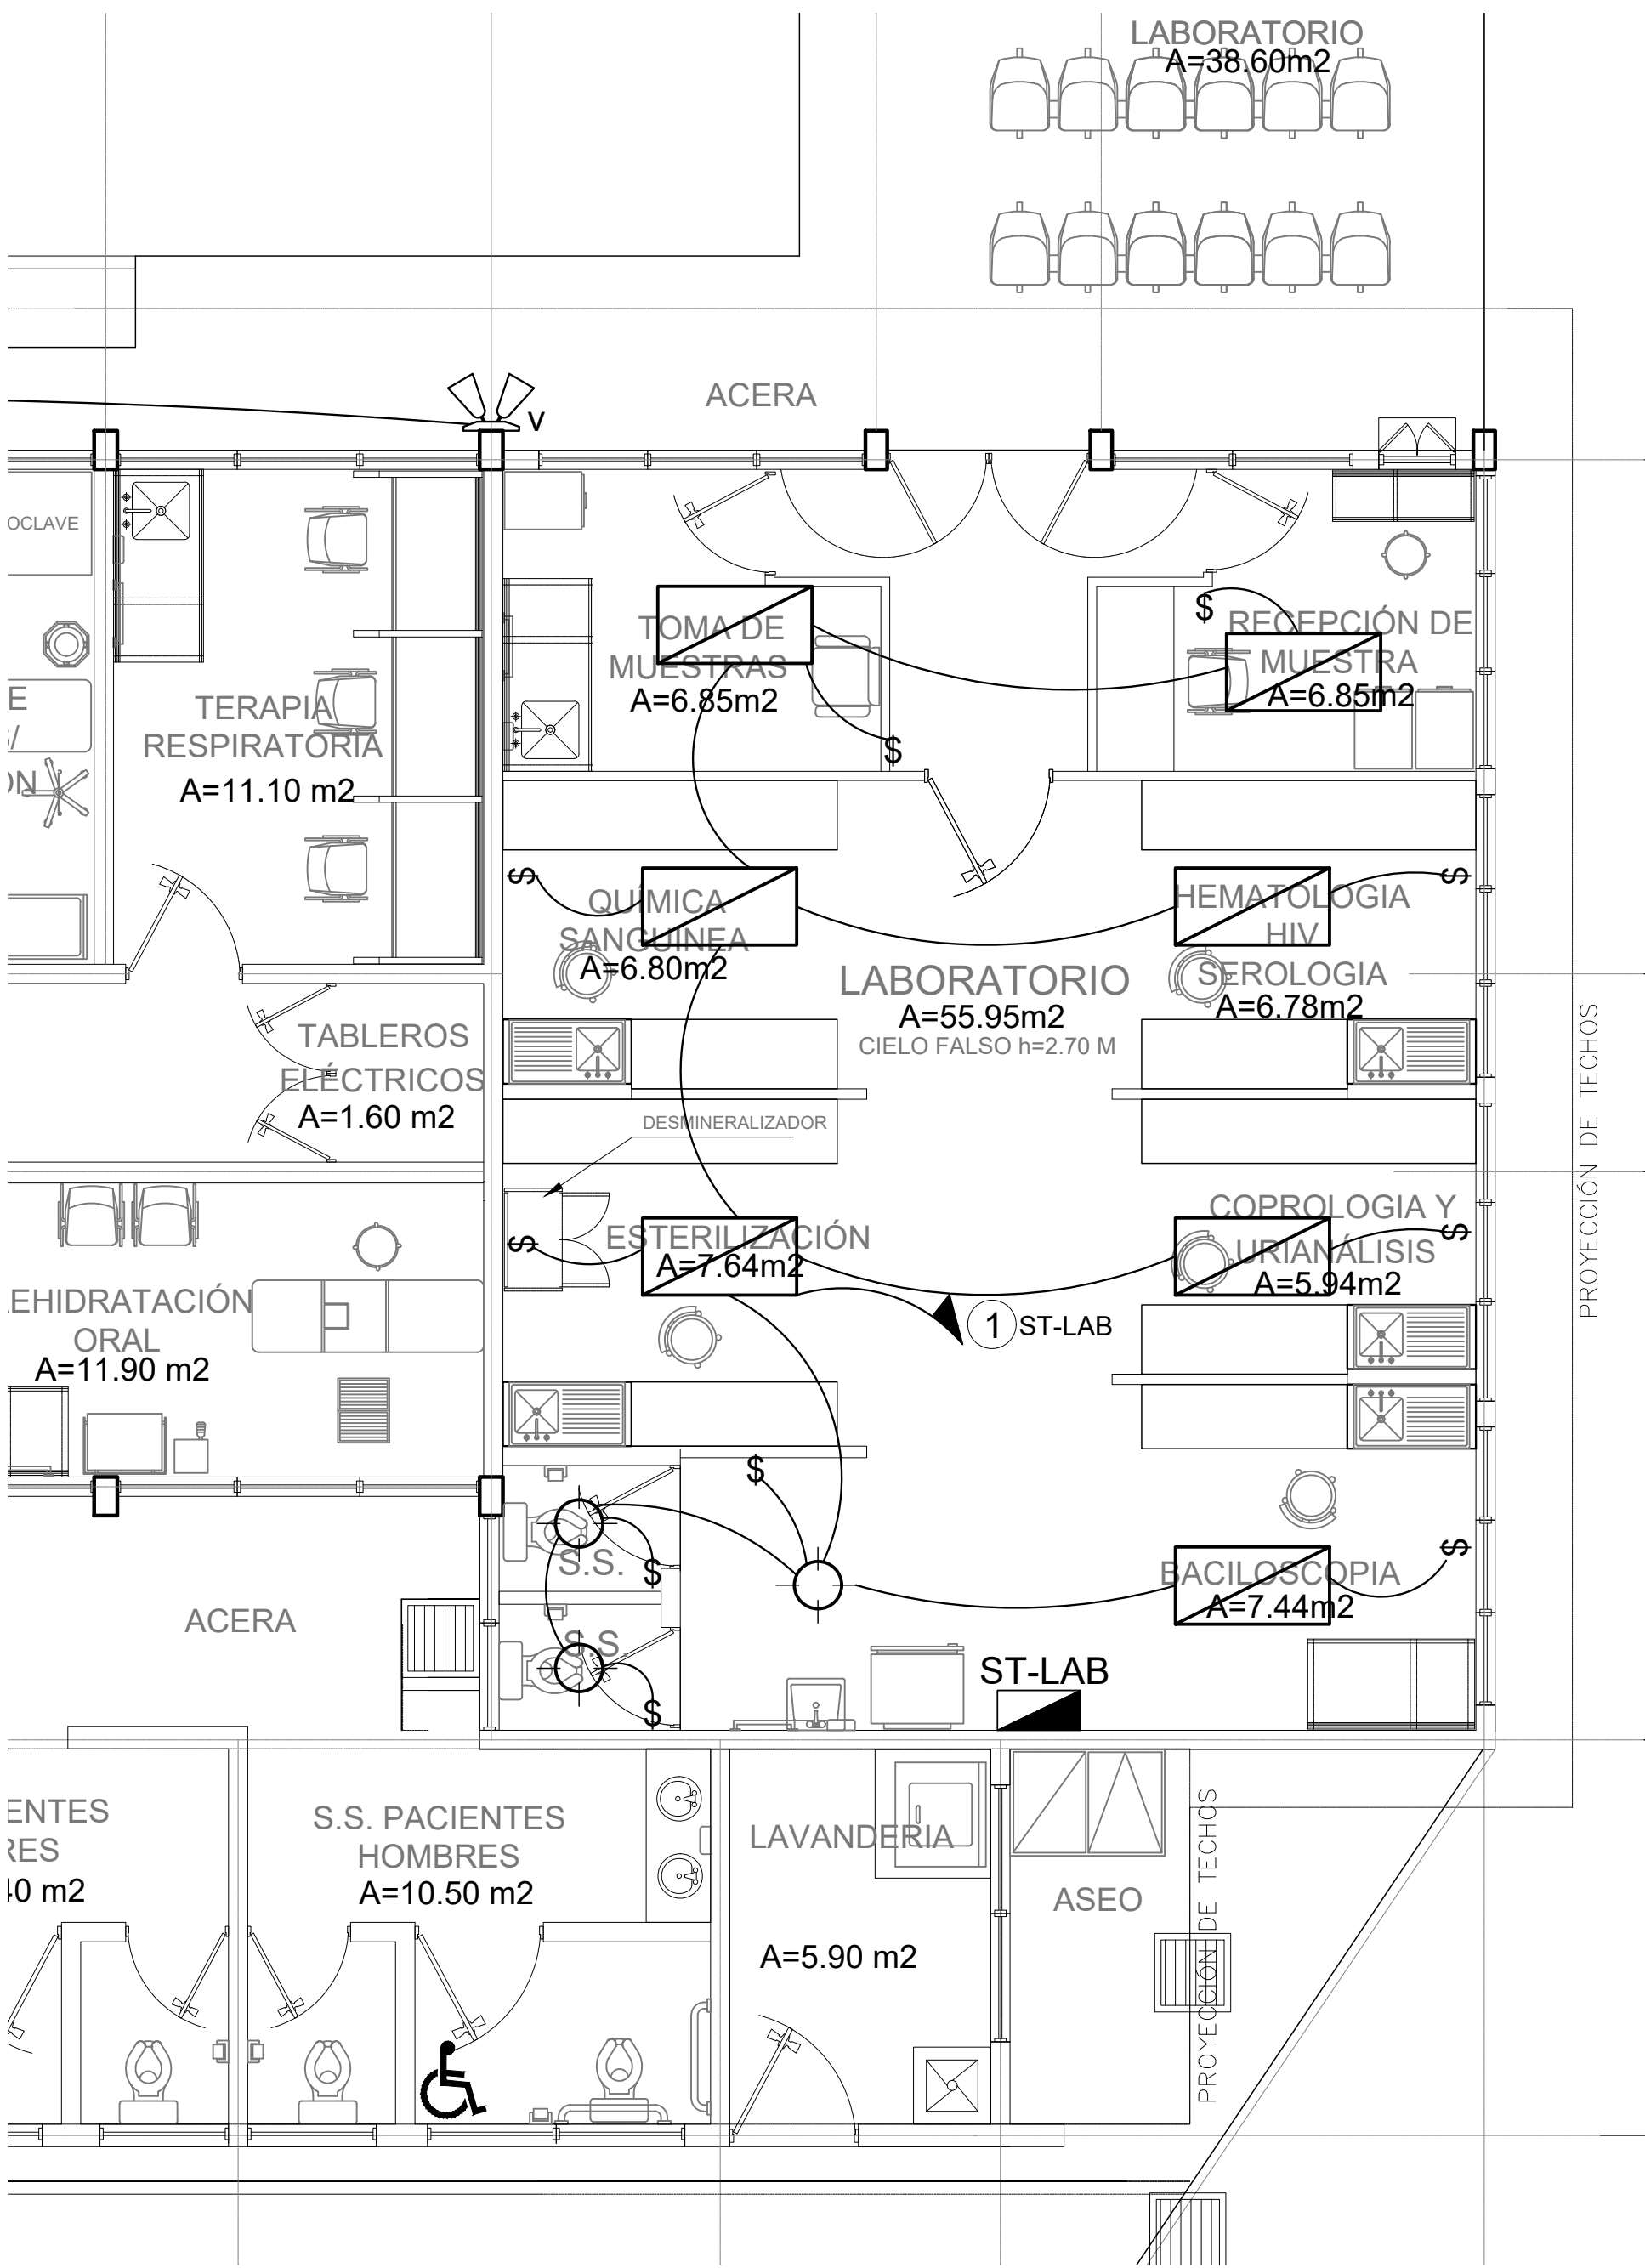 LABORATORIO
A=38.60m2
ACERA
V
OCLAVE
TOMA DE
MUESTRAS
A=6.85m2
$
RECEPCIÓN DE
MUESTRA
A=6.85m2
$
E
TERAPIA
RESPIRATORIA
A=11.10 m2
$
QUÍMICA
SANGUINEA
A=6.80m2
HEMATOLOGIA
HIV
SEROLOGIA
A=6.78m2
$
LABORATORIO
A=55.95m2
CIELO FALSO h=2.70 M
TABLEROS
ELÉCTRICOS
A=1.60 m2
DESMINERALIZADOR
PROYECCIÓN DE TECHOS
$
ESTERILIZACIÓN
A=7.64m2
COPROLOGIA Y
URIANÁLISIS
A=5.94m2
$
1 ST-LAB
EHIDRATACIÓN
ORAL
A=11.90 m2
$
S.S.
$
BACILOSCOPIA
A=7.44m2
$
ACERA
S.S.
$
ST-LAB
ENTES
RES
40 m2
S.S. PACIENTES
HOMBRES
A=10.50 m2
LAVANDERIA
A=5.90 m2
ASEO
PROYECCIÓN DE TECHOS